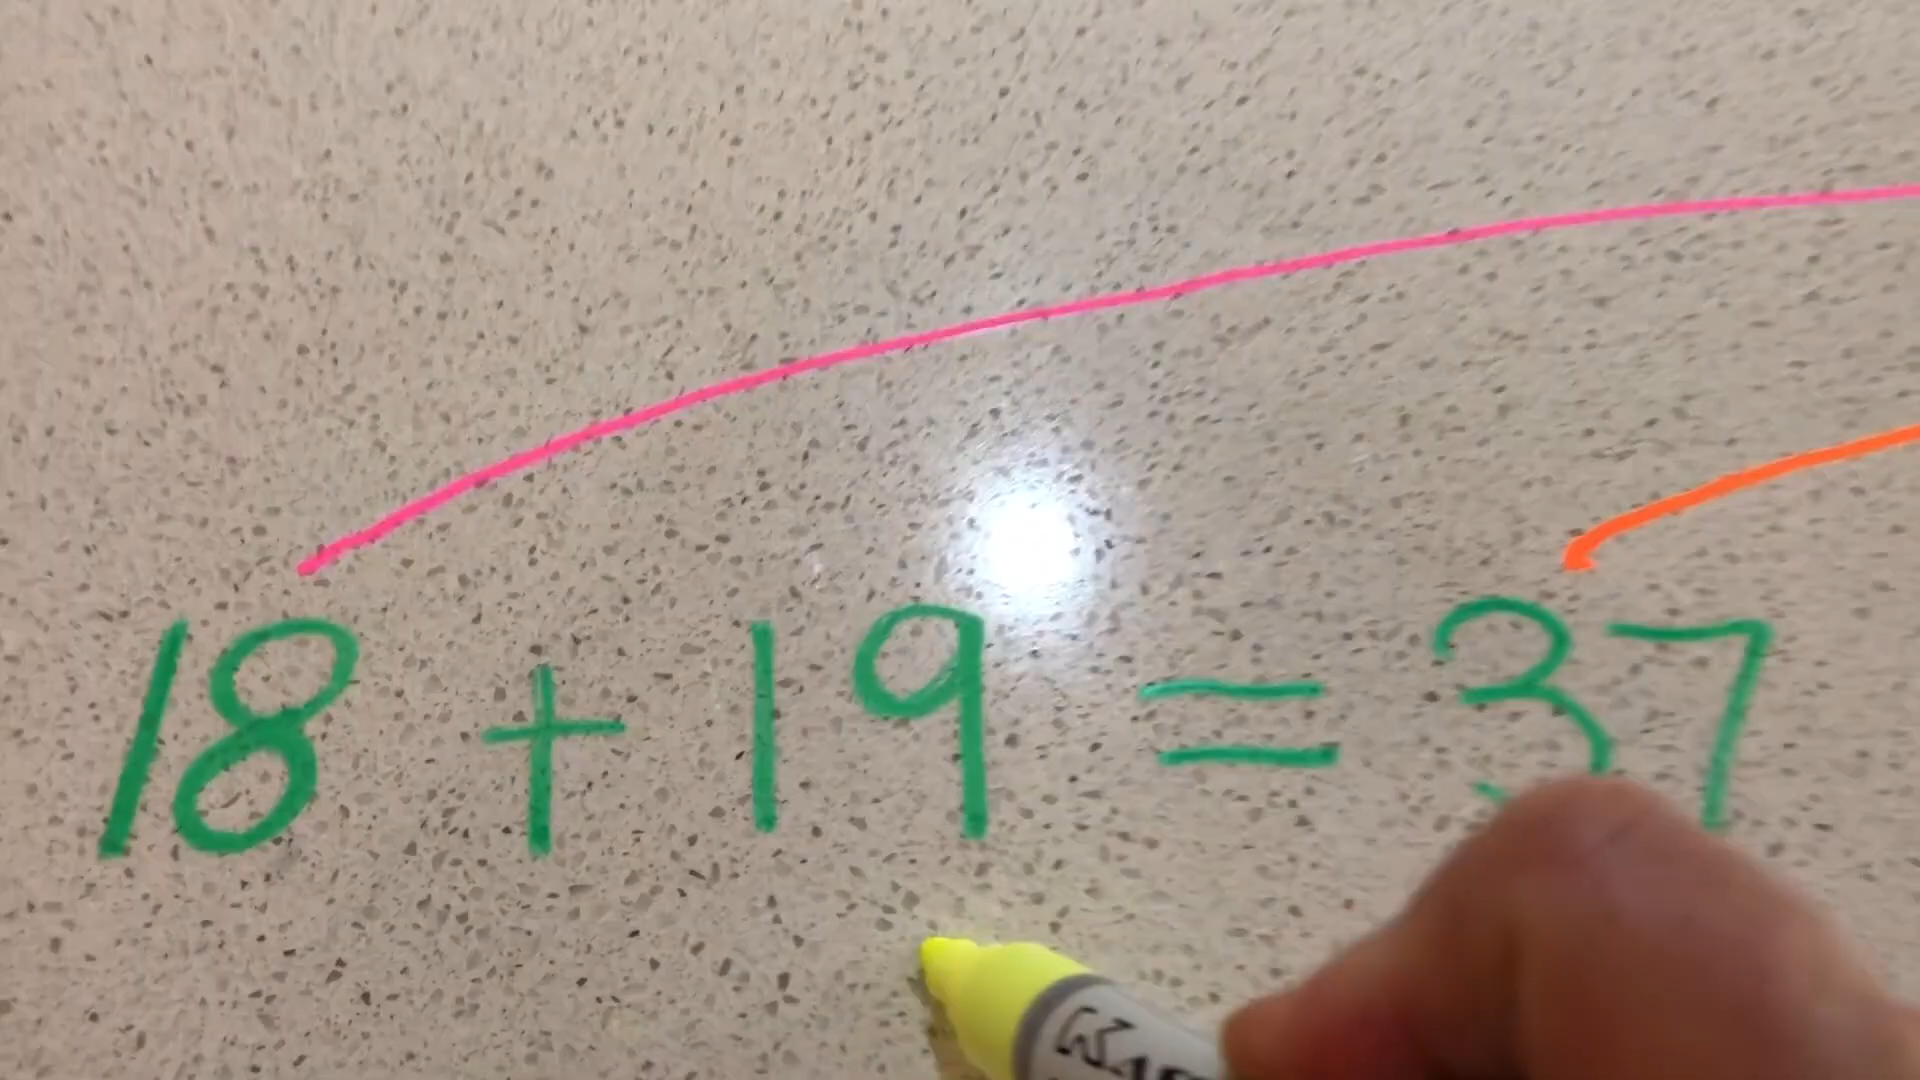 18 + 19 = 37